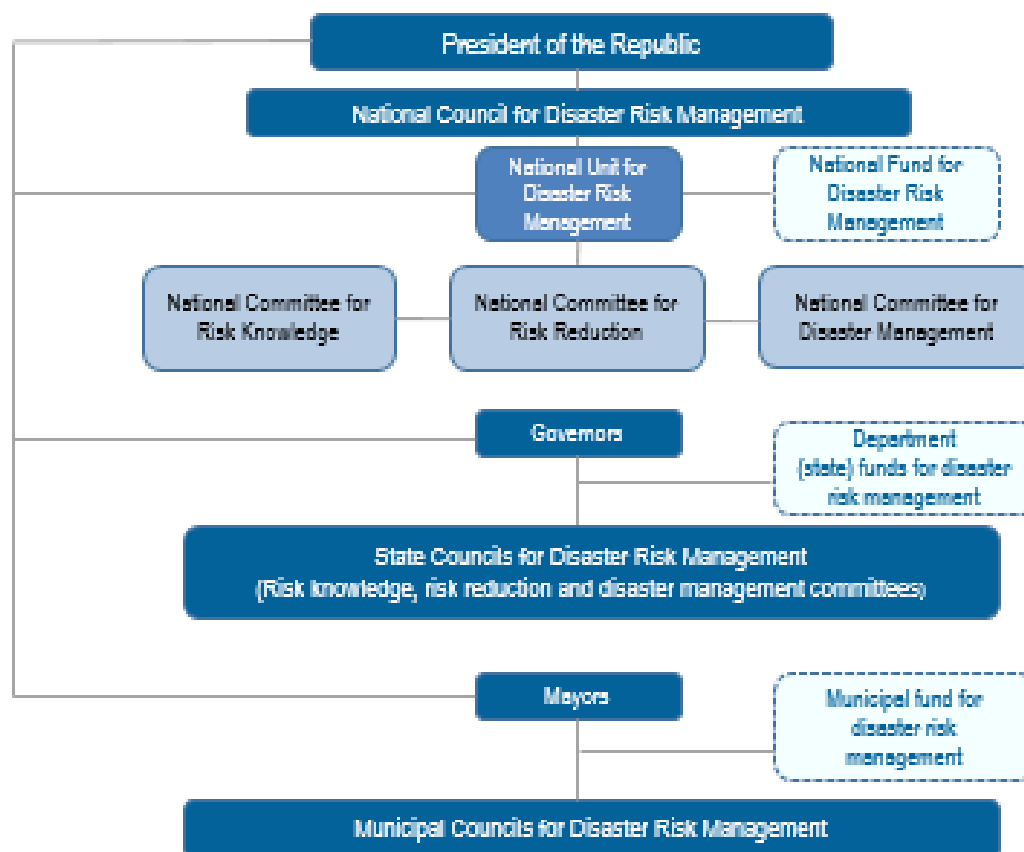 President of the Republic
National Council for Disaster Risk Management
National Unit for
Disaster Risk
Management
National Fund for
Disaster Risk
Management
National Committee for
Risk Knowledge
National Committee for
Risk Reduction
National Committee for
Disaster Management
Governors
Department
(state) funds for disaster
risk management
State Councils for Disaster Risk Management
(Risk knowledge, risk reduction and disaster management committees)
Mayors
Municipal fund for
disaster risk
management
Municipal Councils for Disaster Risk Management